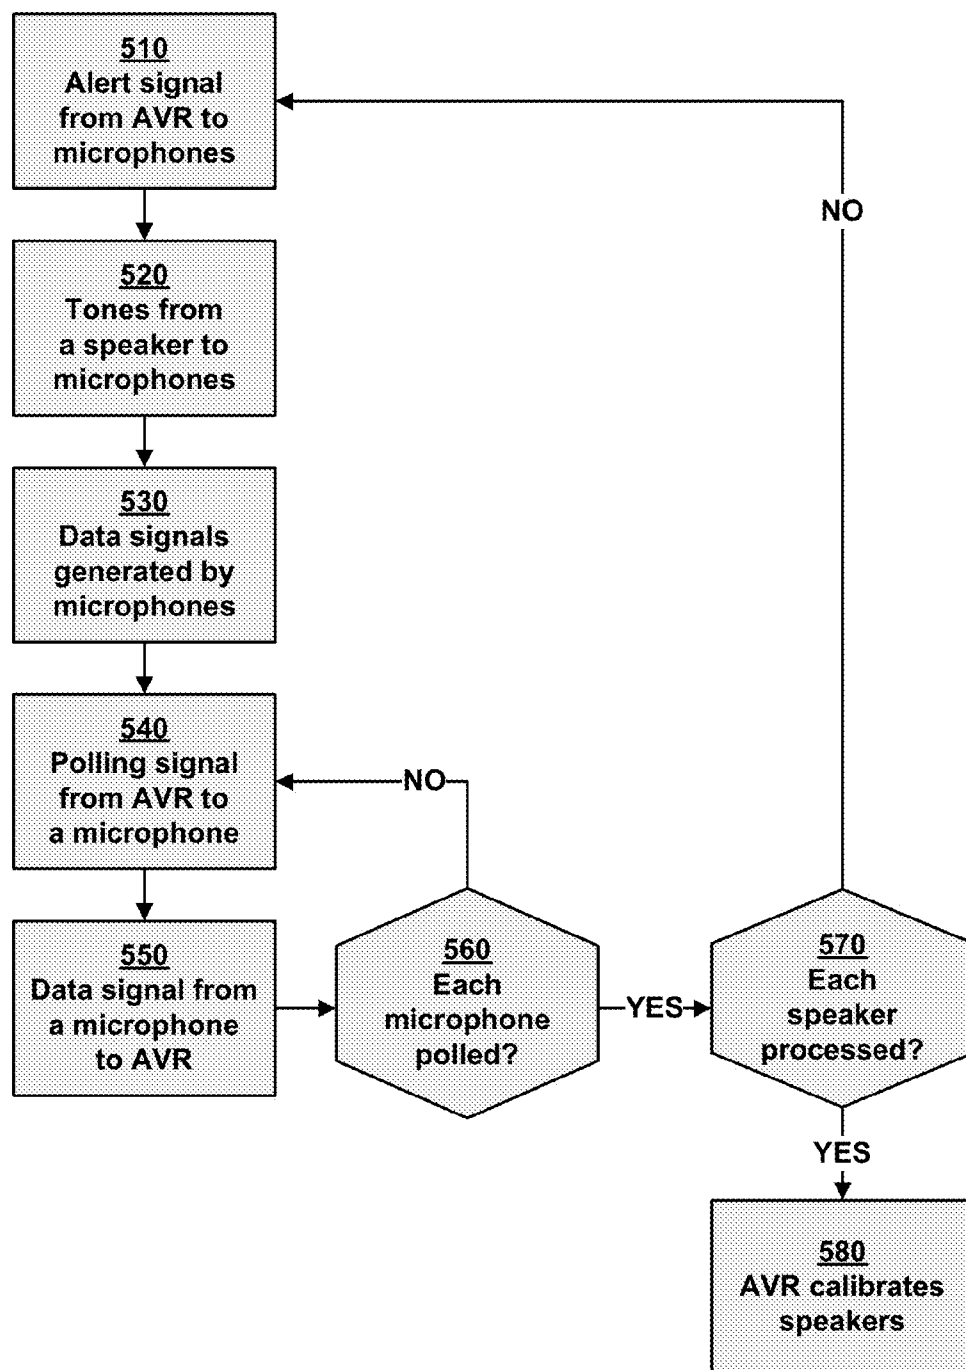 510
Alert signal
from AVR to
microphones
NO
520
Tones from
a speaker to
microphones
530
Data signals
generated by
microphones
540
Polling signal
from AVR to
a microphone
NO
550
Data signal from
a microphone
to AVR
560
Each
microphone
polled?
YES
570
Each
speaker
processed?
YES
580
AVR calibrates
speakers